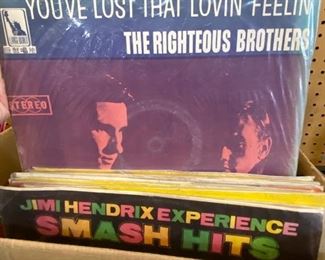 YOU'VE LOST THAT LOVIN' FEELIN
THE RIGHTEOUS BROTHERS
STEREO
JIMI HENDRIX EXPERIENCE
SMASH HITS